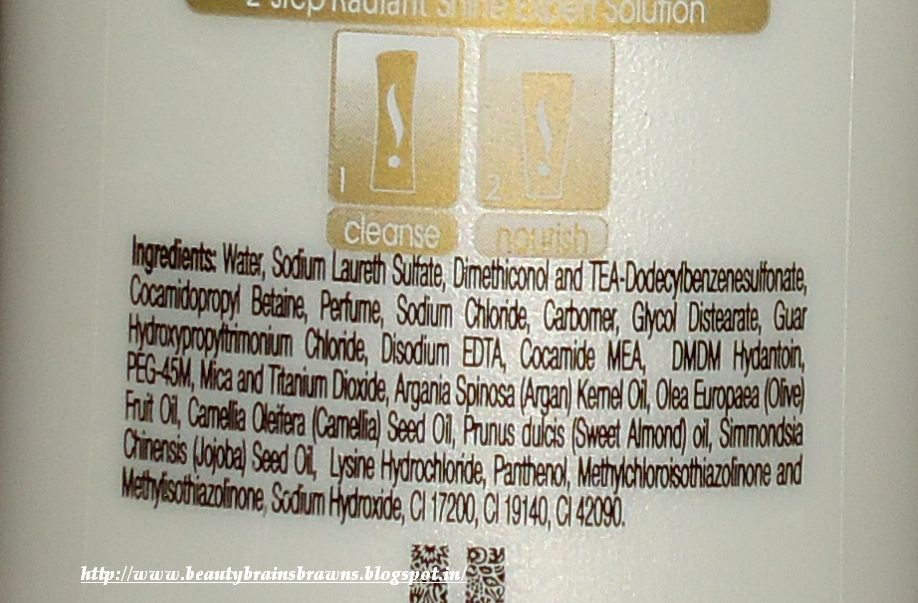 2 step Radiant Shine Expert Solution
1
2
cleanse
nourish
Ingredients: Water, Sodium Laureth Sulfate, Dimethiconol and TEA-Dodecylbenzenesulfonate,
Cocamidopropyl Betaine, Perfume, Sodium Chloride, Carbomer, Glycol Distearate, Guar
Hydroxypropyltrimonium Chloride, Disodium EDTA, Cocamide MEA, DMDM Hydantoin,
PEG-45M, Mica and Titanium Dioxide, Argania Spinosa (Argan) Kernel Oil, Olea Europaea (Olive)
Fruit Oil, Camellia Oleifera (Camellia) Seed Oil, Prunus dulcis (Sweet Almond) oil, Simmondsia
Chinensis (Jojoba) Seed Oil, Lysine Hydrochloride, Panthenol, Methylchloroisothiazolinone and
Methylisothiazolinone, Sodium Hydroxide, CI 17200, CI 19140, CI 42090.
http://www.beautybrainsbrawns.blogspot.in/